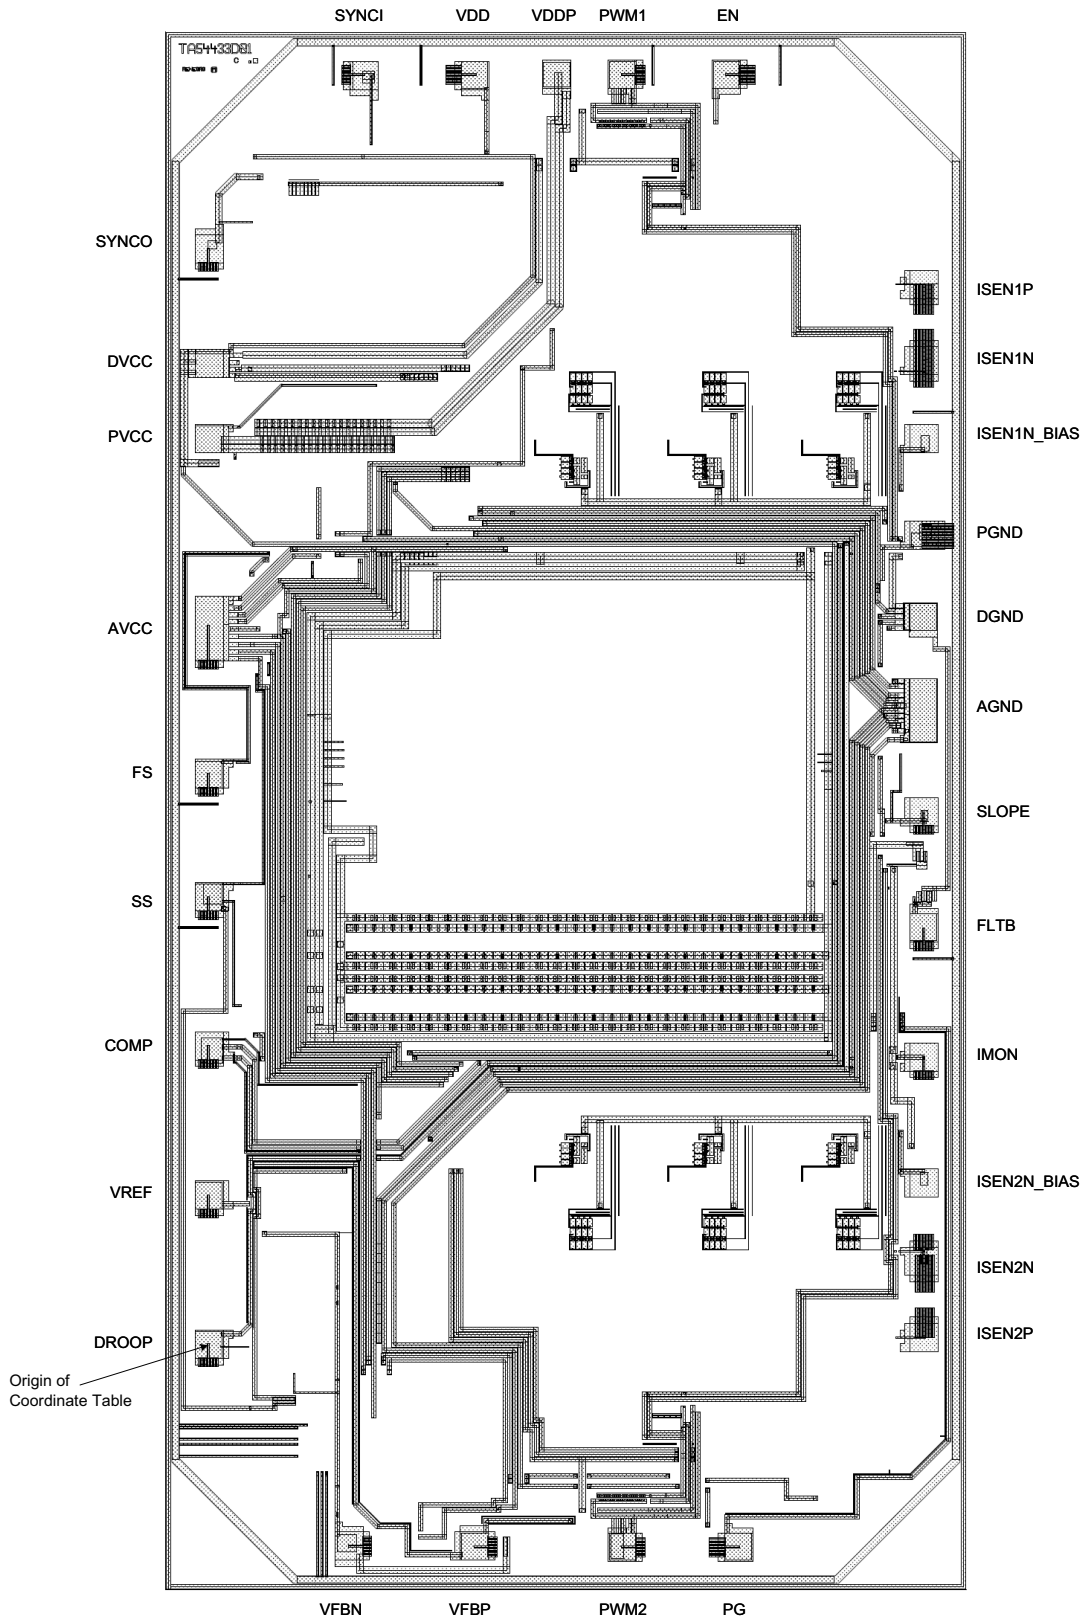 SYNCI VDD VDDP PWM1 EN
TA54433D01
C
SYNCO
ISEN1P
DVCC
ISEN1N
PVCC
ISEN1N_BIAS
PGND
DGND
AVCC
AGND
FS
SLOPE
SS
FLTB
COMP
IMON
VREF
ISEN2N_BIAS
ISEN2N
DROOP
ISEN2P
Origin of
Coordinate Table
VFBN VFBP PWM2 PG